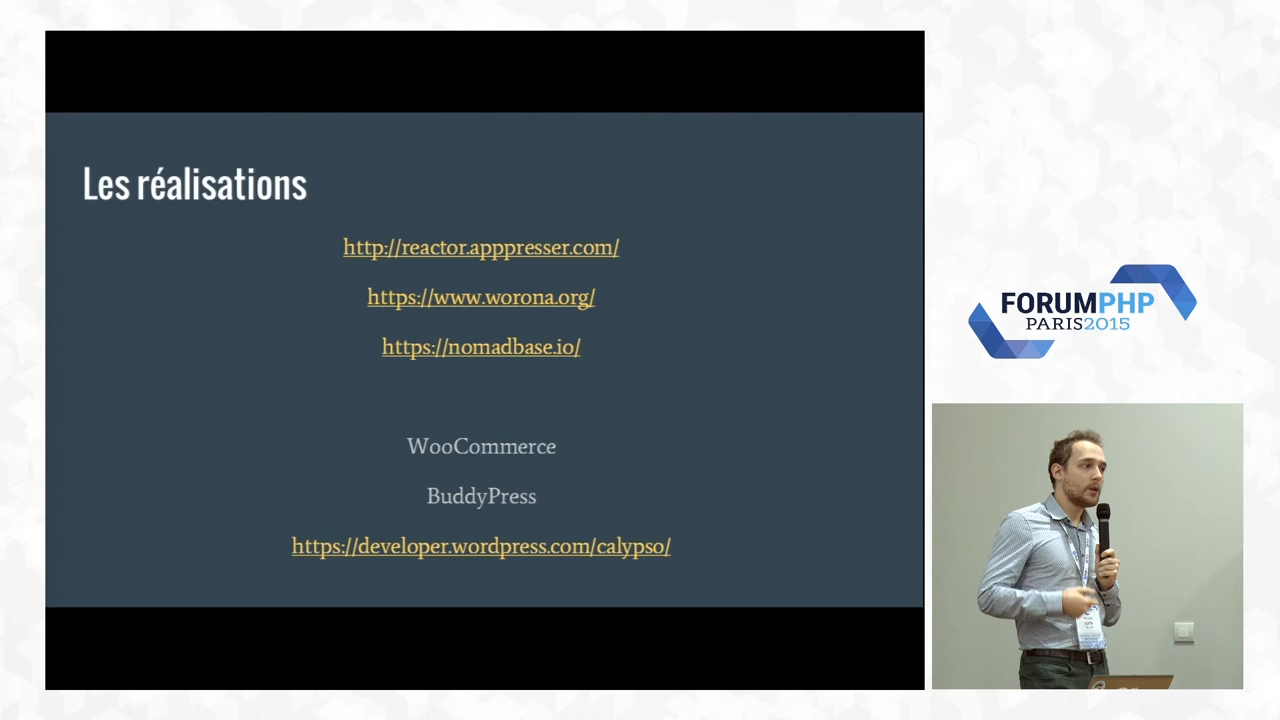 Les réalisations
http://reactor.apppresser.com/
https://www.worona.org/
https://nomadbase.io/
WooCommerce
BuddyPress
https://developer.wordpress.com/calypso/
FORUMPHP
PARIS2015